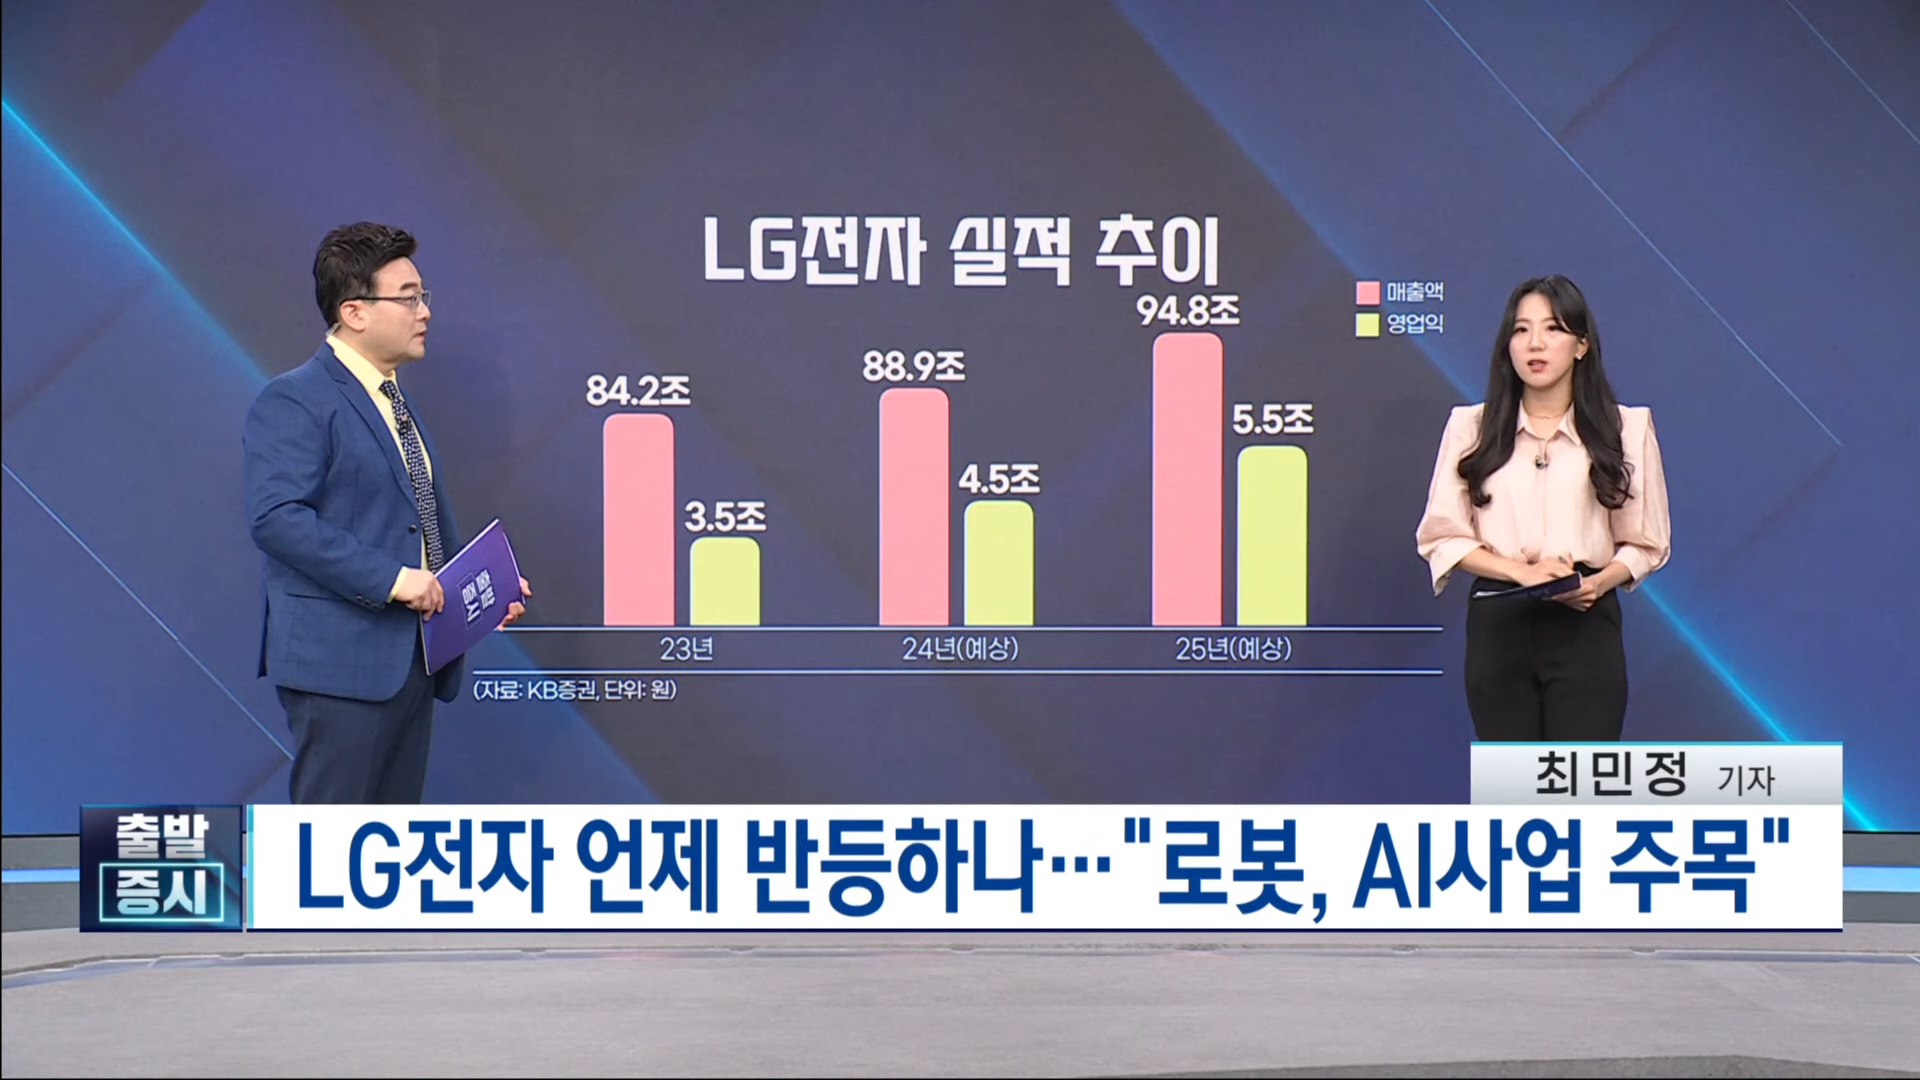 LG전자 실적 추이
매출액
영업익
94.8조
88.9조
84.2조
5.5조
4.5조
3.5조
23년
24년(예상)
25년(예상)
(자료: KB증권, 단위: 원)
최민정 기자
출발
증시
LG전자 언제 반등하나…"로봇, AI사업 주목"